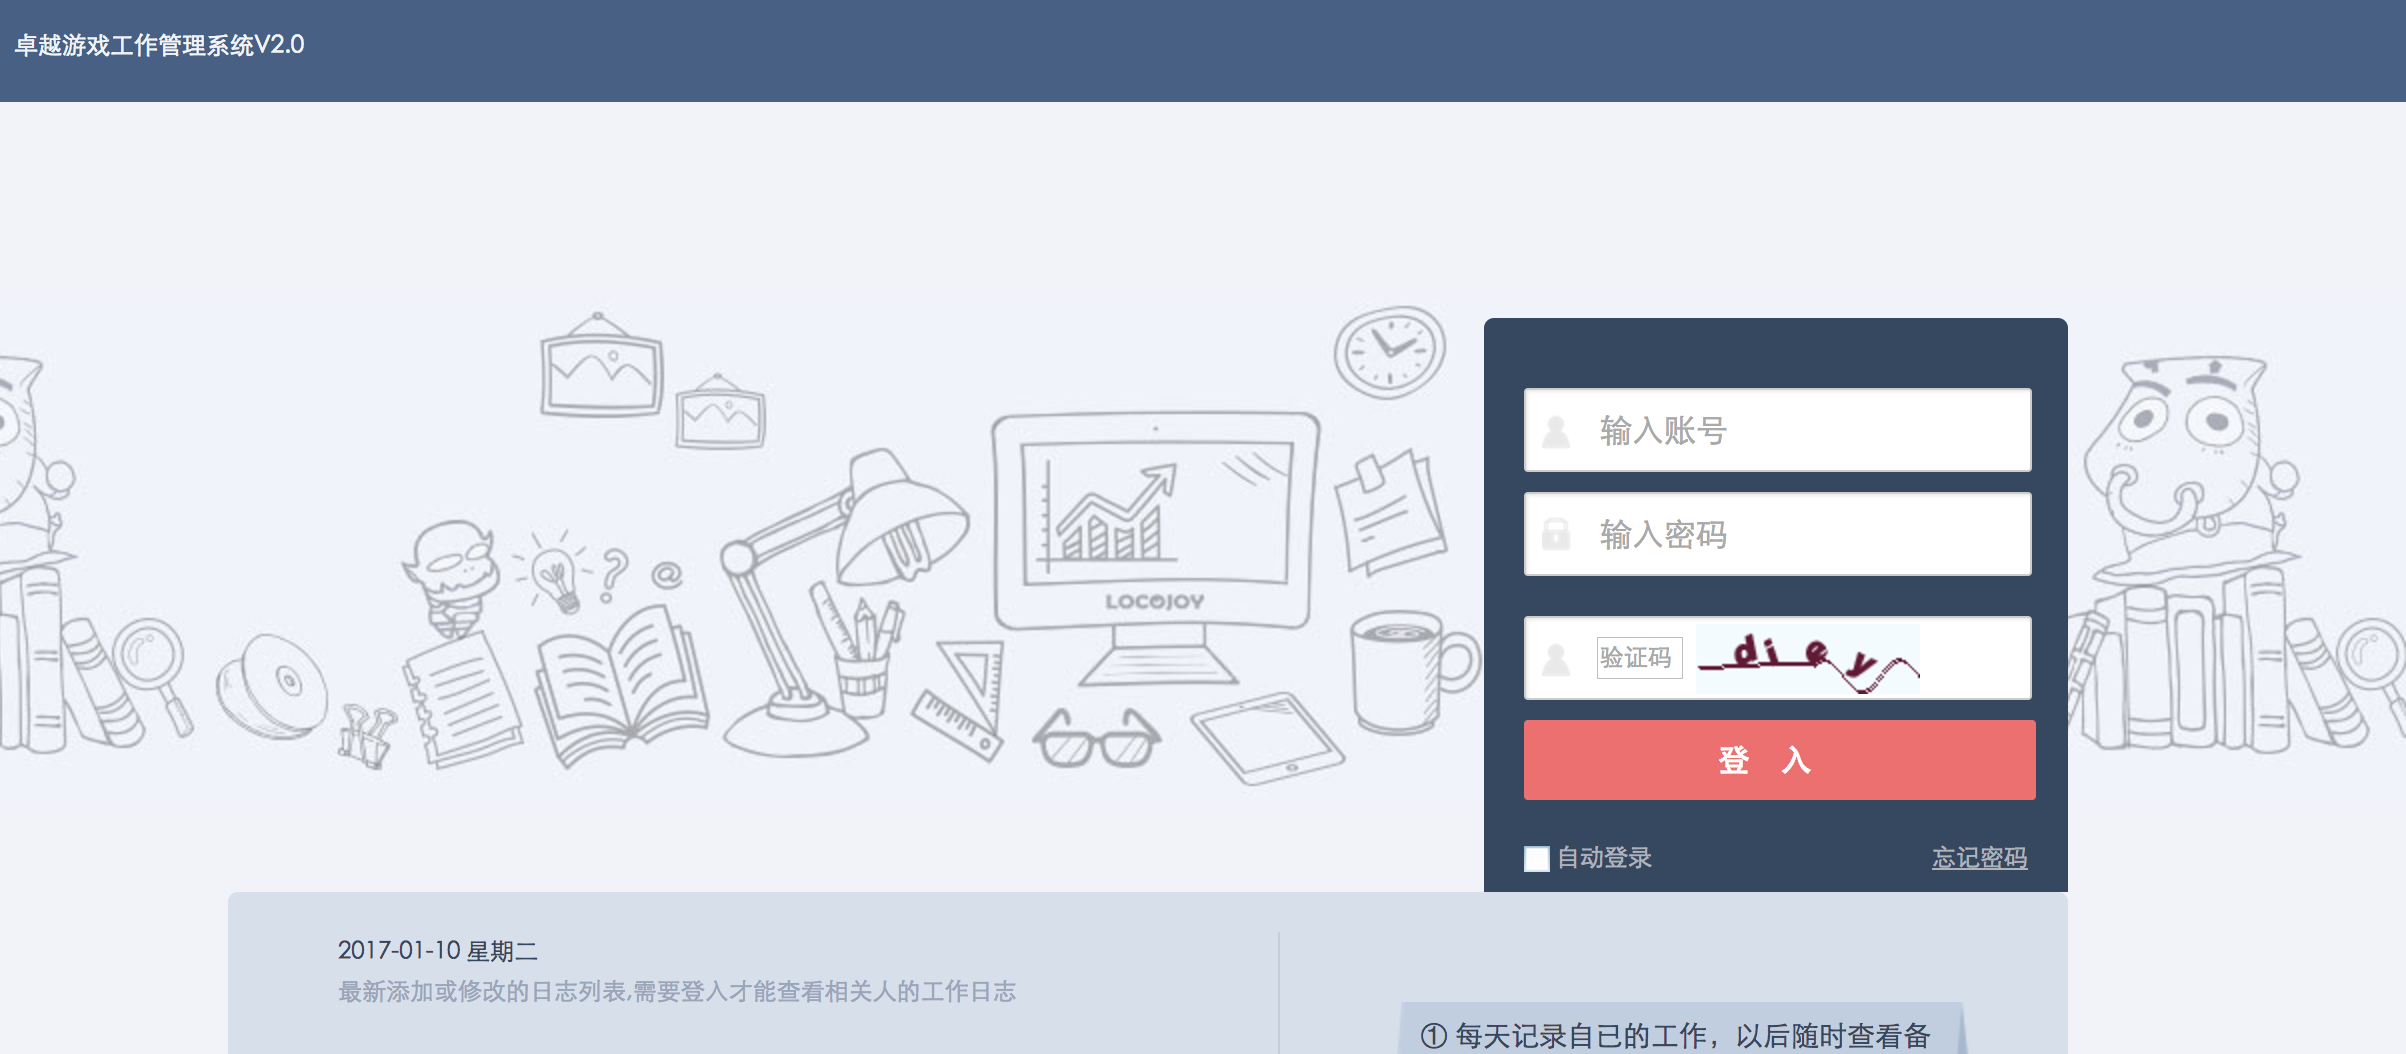 卓越游戏工作管理系统V2.0
LOCOJOY
?
@
输入账号
输入密码
验证码 diey
登 入
自动登录 忘记密码
2017-01-10 星期二
最新添加或修改的日志列表,需要登入才能查看相关人的工作日志
① 每天记录自已的工作，以后随时查看备